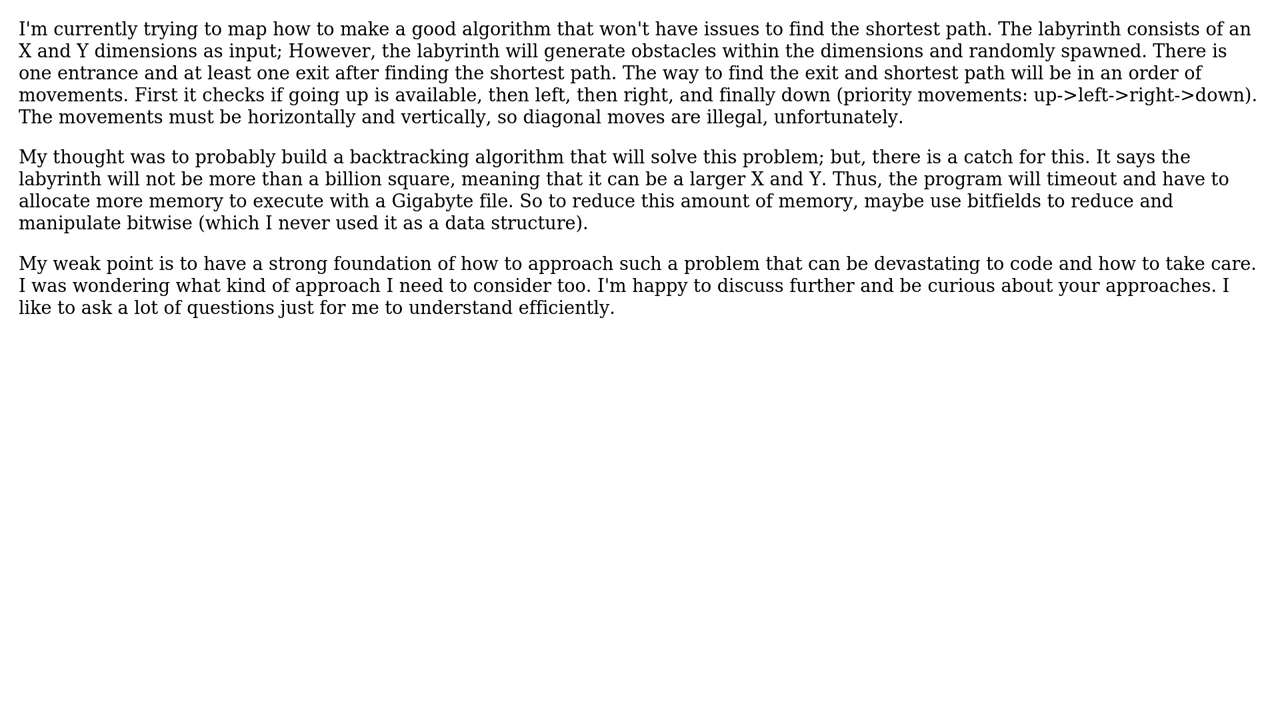 I'm currently trying to map how to make a good algorithm that won't have issues to find the shortest path. The labyrinth consists of an
X and Y dimensions as input; However, the labyrinth will generate obstacles within the dimensions and randomly spawned. There is
one entrance and at least one exit after finding the shortest path. The way to find the exit and shortest path will be in an order of
movements. First it checks if going up is available, then left, then right, and finally down (priority movements: up->left->right->down).
The movements must be horizontally and vertically, so diagonal moves are illegal, unfortunately.
My thought was to probably build a backtracking algorithm that will solve this problem; but, there is a catch for this. It says the
labyrinth will not be more than a billion square, meaning that it can be a larger X and Y. Thus, the program will timeout and have to
allocate more memory to execute with a Gigabyte file. So to reduce this amount of memory, maybe use bitfields to reduce and
manipulate bitwise (which I never used it as a data structure).
My weak point is to have a strong foundation of how to approach such a problem that can be devastating to code and how to take care.
I was wondering what kind of approach I need to consider too. I'm happy to discuss further and be curious about your approaches. I
like to ask a lot of questions just for me to understand efficiently.